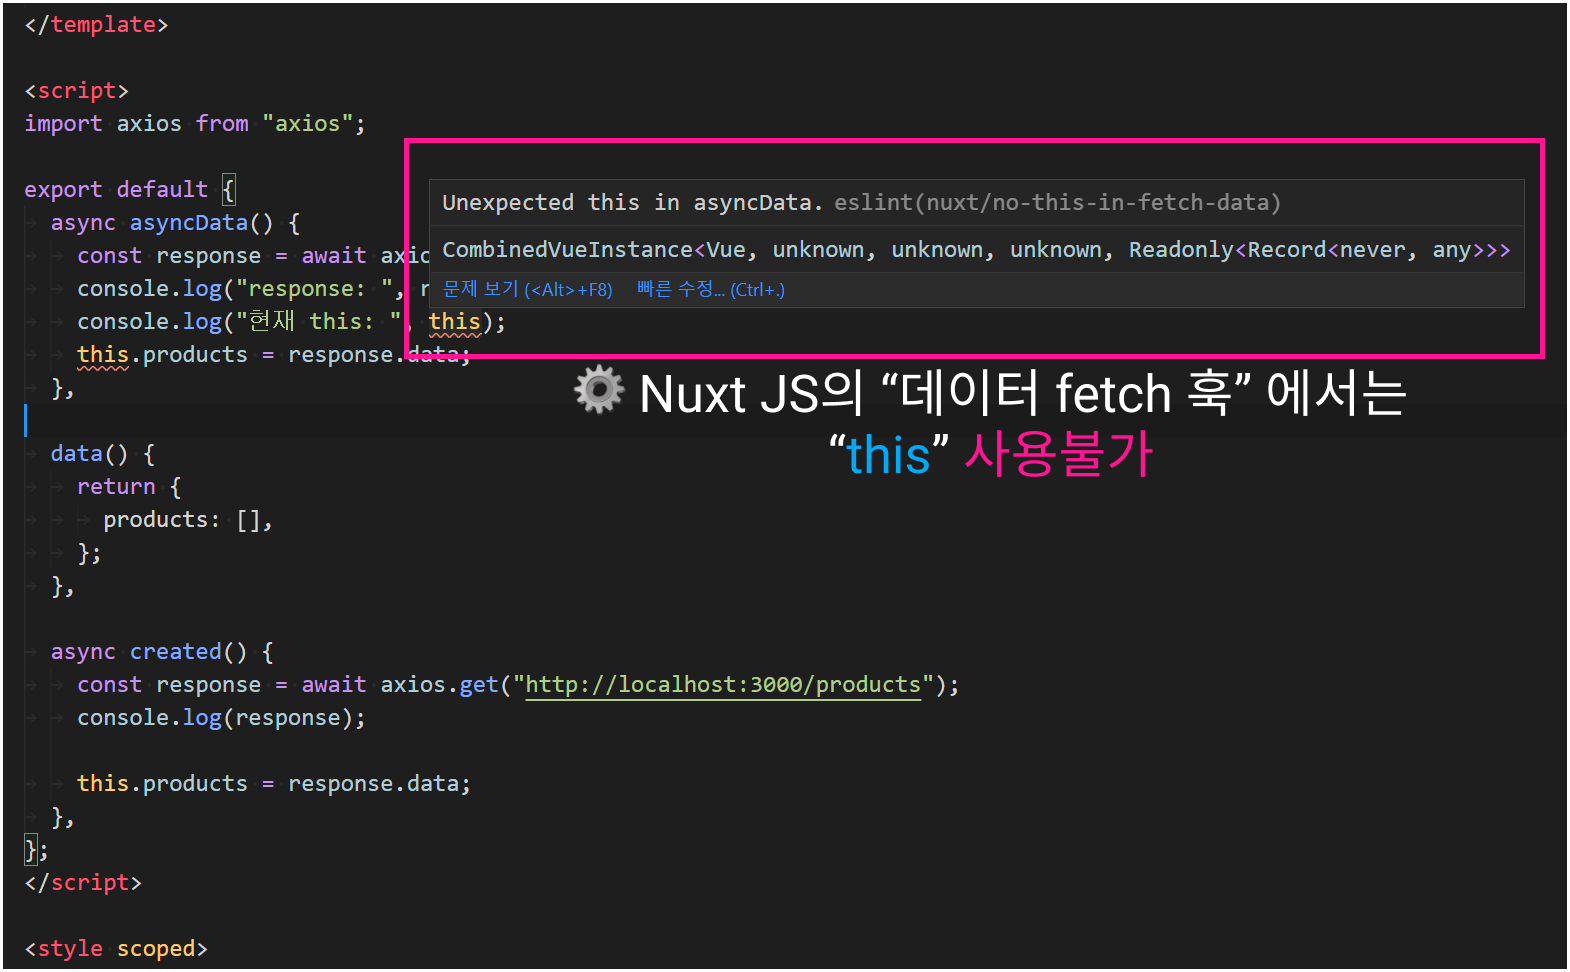 </template>
<script>
import axios from "axios";
export default {
async asyncData() {
const response = await axio
console.log("response: ", r
console.log("현재 this: ", this);
this.products = response.data;
},
Unexpected this in asyncData. eslint(nuxt/no-this-in-fetch-data)
CombinedVueInstance<Vue, unknown, unknown, unknown, Readonly<Record<never, any>>>
문제 보기 (<Alt>+F8) 빠른 수정... (Ctrl+.)
Nuxt JS의 “데이터 fetch 훅” 에서는
“this” 사용불가
data() {
return {
products: [],
};
},
async created() {
const response = await axios.get("http://localhost:3000/products");
console.log(response);
this.products = response.data;
},
};
</script>
<style scoped>